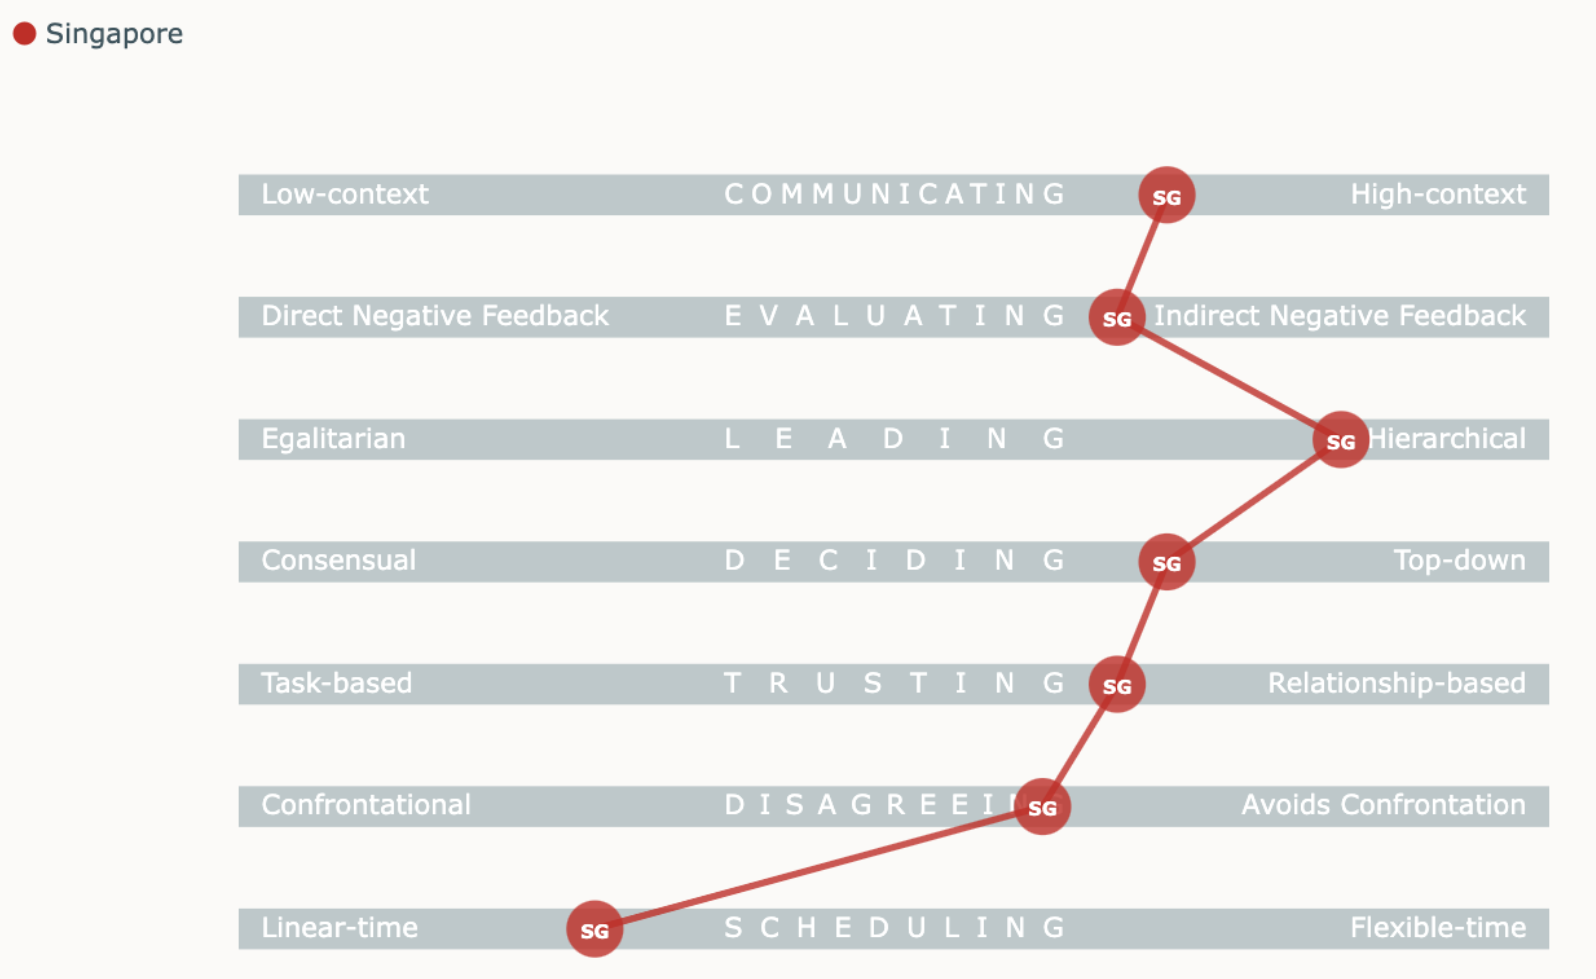 Singapore
Low-context COMMUNICATING SG High-context
Direct Negative Feedback EVALUATING SG Indirect Negative Feedback
Egalitarian LEADING SG Hierarchical
Consensual DECIDING SG Top-down
Task-based TRUSTING SG Relationship-based
Confrontational DISAGREEING SG Avoids Confrontation
Linear-time SG SCHEDULING Flexible-time